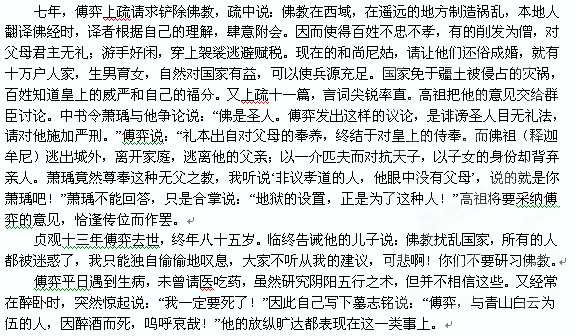 七年，傅弈上疏请求铲除佛教，疏中说：佛教在西域，在遥远的地方制造祸乱，本地人
翻译佛经时，译者根据自己的理解，肆意附会。因而使得百姓不忠不孝，有的削发为僧，对
父母君主无礼；游手好闲，穿上袈裟逃避赋税。现在的和尚尼姑，请让他们还俗成婚，就有
十万户人家，生男育女，自然对国家有益，可以使兵源充足。国家免于疆土被侵占的灾祸，
百姓知道皇上的威严和自己的福分。又上疏十一篇，言词尖锐率直。高祖把他的意见交给群
臣讨论。中书令萧瑀与他争论说：“佛是圣人。傅弈发出这样的议论，是诽谤圣人目无礼法，
请对他施加严刑。”傅弈说：“礼本出自对父母的奉养，终结于对皇上的侍奉。而佛祖（释迦
牟尼）逃出城外，离开家庭，逃离他的父亲；以一介匹夫而对抗天子，以子女的身份却背弃
亲人。萧瑀竟然尊奉这种无父之教，我听说‘非议孝道的人，他眼中没有父母’，说的就是你
萧瑀吧！”萧瑀不能回答，只是合掌说：“地狱的设置，正是为了这种人！”高祖将要采纳傅
弈的意见，恰逢传位而作罢。
贞观十三年傅弈去世，终年八十五岁。临终告诫他的儿子说：佛教扰乱国家，所有的人
都被迷惑了，我只能独自偷偷地叹息，大家不听从我的建议，可悲啊！你们不要研习佛教。
傅弈平日遇到生病，未曾请医吃药，虽然研究阴阳五行之术，但并不相信这些。又经常
在醉卧时，突然惊起说：“我一定要死了！”因此自己写下墓志铭说：“傅弈，与青山白云为
伍的人，因醉酒而死，呜呼哀哉！”他的放纵旷达都表现在这一类事上。